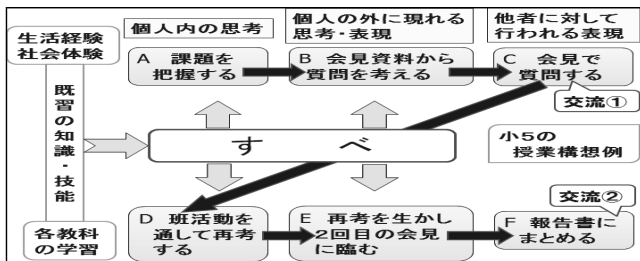 生活経験
社会体験
既習の知識・技能
各教科
の学習
個人内の思考
個人の外に現れる
思考・表現
他者に対して
行われる表現
A 課題を
把握する
B 会見資料から
質問を考える
C 会見で
質問する
交流①
すべ
小5の
授業構想例
交流②
D 班活動を
通して再考
する
E 再考を生かし
2回目の会見
に臨む
F 報告書に
まとめる